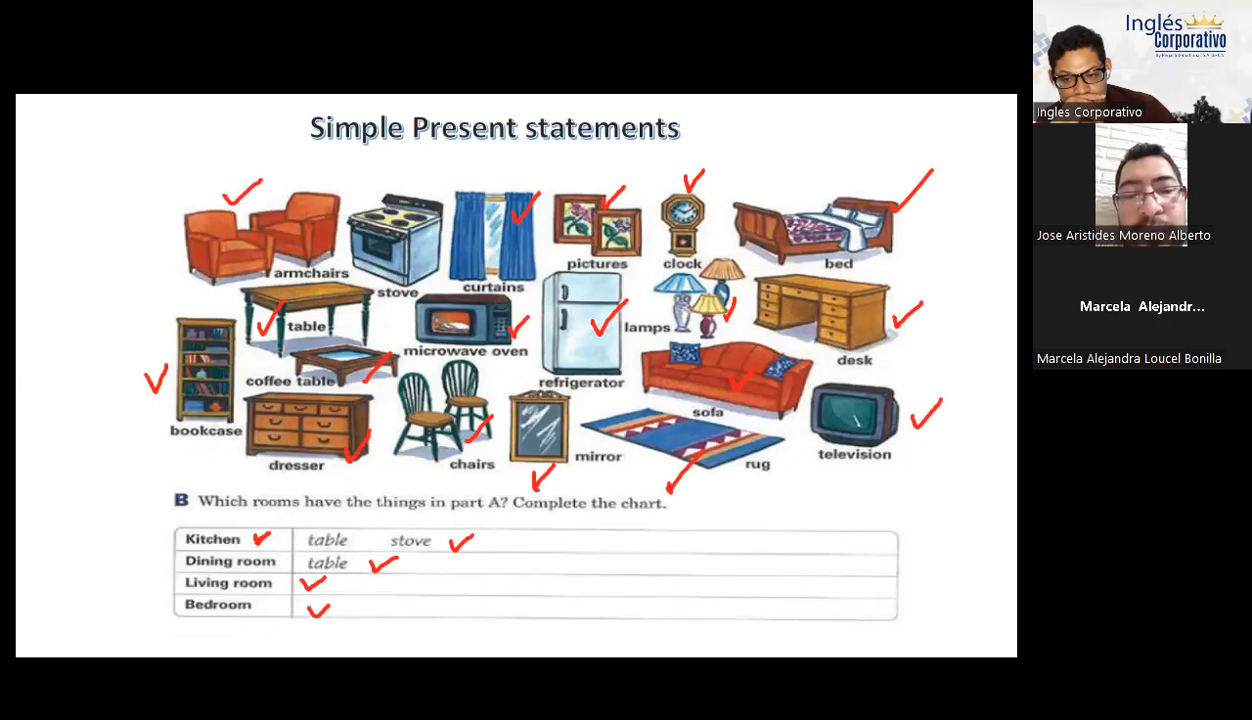 Simple Present statements
armchairs
stove
curtains
pictures
clock
bed
table
microwave oven
refrigerator
lamps
desk
coffee table
bookcase
dresser
chairs
mirror
sofa
rug
television
B Which rooms have the things in part A? Complete the chart.
Kitchen table stove
Dining room table
Living room
Bedroom
Inglés
Corporativo
Ingles Corporativo
Jose Aristides Moreno Alberto
Marcela Alejandr...
Marcela Alejandra Loucel Bonilla